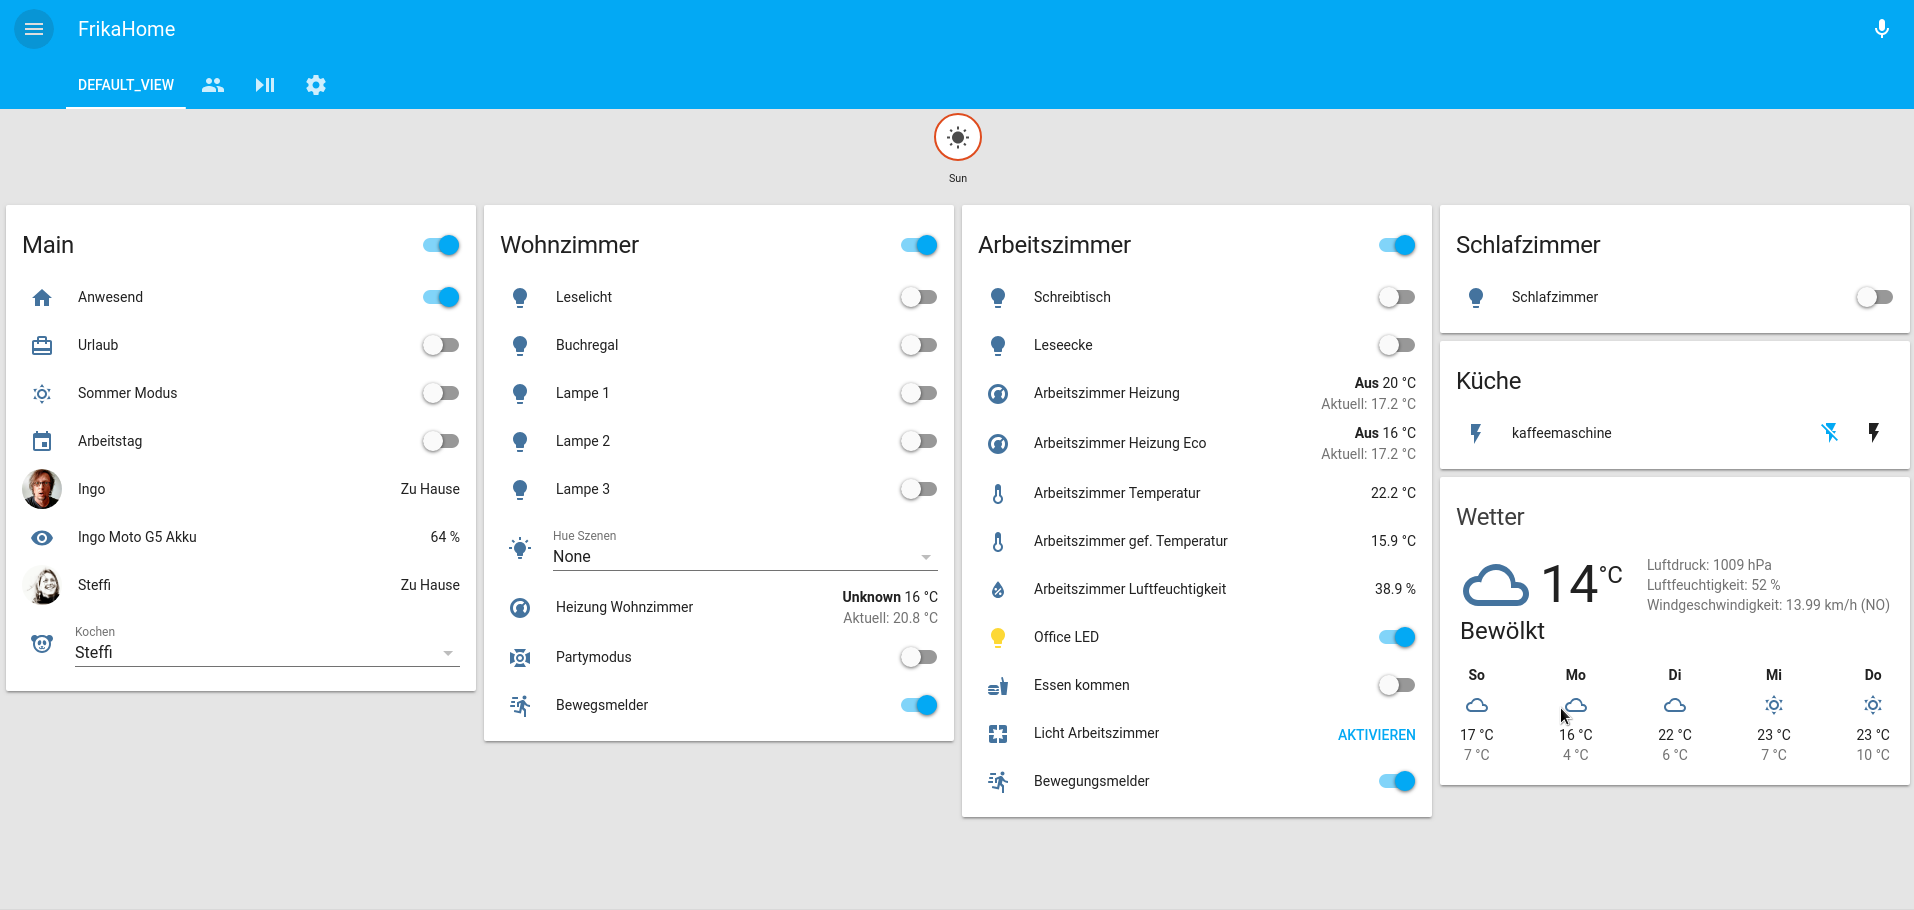 FrikaHome
DEFAULT_VIEW
Sun
Main
Anwesend
Urlaub
Sommer Modus
Arbeitstag
Ingo Zu Hause
Ingo Moto G5 Akku 64 %
Steffi Zu Hause
Kochen
Steffi
Wohnzimmer
Leselicht
Buchregal
Lampe 1
Lampe 2
Lampe 3
Hue Szenen
None
Heizung Wohnzimmer Unknown 16 °C
Aktuell: 20.8 °C
Partymodus
Bewegsmelder
Arbeitszimmer
Schreibtisch
Leseecke
Arbeitszimmer Heizung Aus 20 °C
Aktuell: 17.2 °C
Arbeitszimmer Heizung Eco Aus 16 °C
Aktuell: 17.2 °C
Arbeitszimmer Temperatur 22.2 °C
Arbeitszimmer gef. Temperatur 15.9 °C
Arbeitszimmer Luftfeuchtigkeit 38.9 %
Office LED
Essen kommen
Licht Arbeitszimmer AKTIVIEREN
Bewegungsmelder
Schlafzimmer
Schlafzimmer
Küche
kaffeemaschine
Wetter
14 °C
Luftdruck: 1009 hPa
Luftfeuchtigkeit: 52 %
Windgeschwindigkeit: 13.99 km/h (NO)
Bewölkt
So Mo Di Mi Do
17 °C 16 °C 22 °C 23 °C 23 °C
7 °C 4 °C 6 °C 7 °C 10 °C